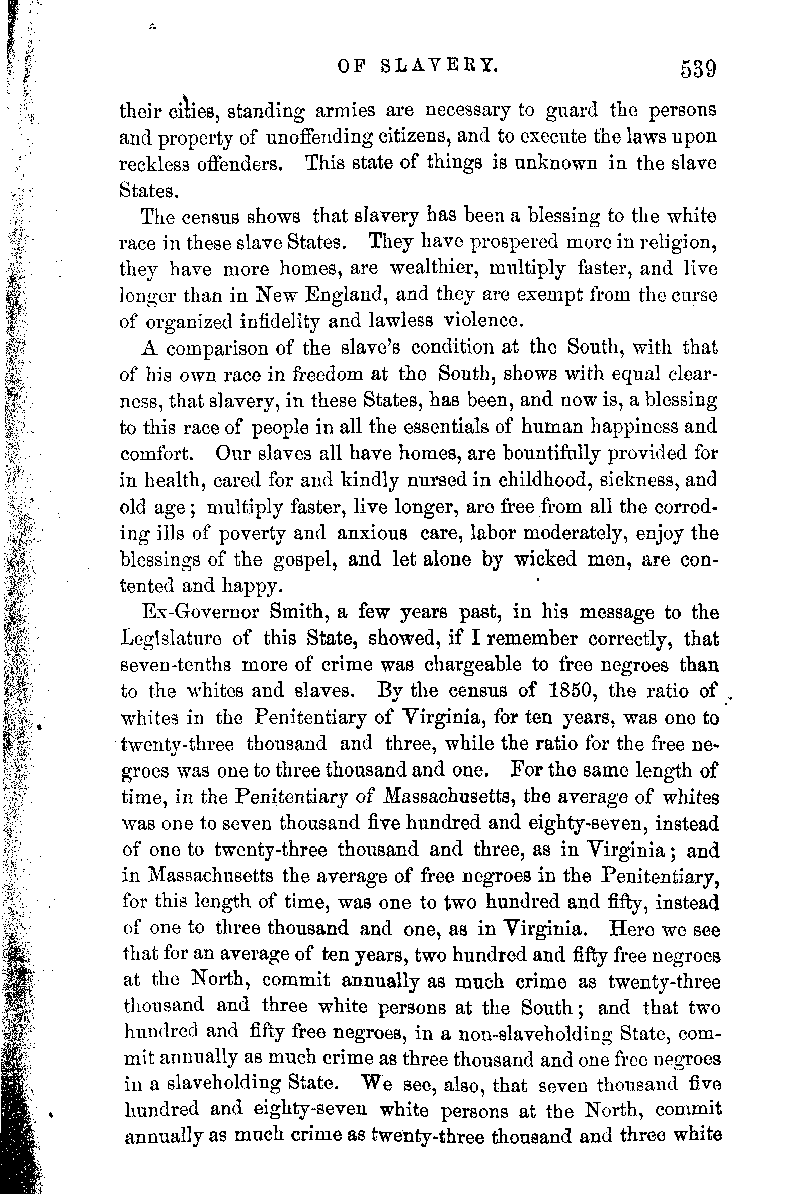 OF SLAVERY. 539
their cities, standing armies are necessary to guard the persons
and property of unoffending citizens, and to execute the laws upon
reckless offenders. This state of things is unknown in the slave
States.
The census shows that slavery has been a blessing to the white
race in these slave States. They have prospered more in religion,
they have more homes, are wealthier, multiply faster, and live
longer than in New England, and they are exempt from the curse
of organized infidelity and lawless violence.
A comparison of the slave's condition at the South, with that
of his own race in freedom at the South, shows with equal clear-
ness, that slavery, in these States, has been, and now is, a blessing
to this race of people in all the essentials of human happiness and
comfort. Our slaves all have homes, are bountifully provided for
in health, cared for and kindly nursed in childhood, sickness, and
old age; multiply faster, live longer, are free from all the corrod-
ing ills of poverty and anxious care, labor moderately, enjoy the
blessings of the gospel, and let alone by wicked men, are con-
tented and happy.
Ex-Governor Smith, a few years past, in his message to the
Legislature of this State, showed, if I remember correctly, that
seven-tenths more of crime was chargeable to free negroes than
to the whites and slaves. By the census of 1850, the ratio of
whites in the Penitentiary of Virginia, for ten years, was one to
twenty-three thousand and three, while the ratio for the free ne-
groes was one to three thousand and one. For the same length of
time, in the Penitentiary of Massachusetts, the average of whites
was one to seven thousand five hundred and eighty-seven, instead
of one to twenty-three thousand and three, as in Virginia; and
in Massachusetts the average of free negroes in the Penitentiary,
for this length of time, was one to two hundred and fifty, instead
of one to three thousand and one, as in Virginia. Here we see
that for an average of ten years, two hundred and fifty free negroes
at the North, commit annually as much crime as twenty-three
thousand and three white persons at the South; and that two
hundred and fifty free negroes, in a non-slaveholding State, com-
mit annually as much crime as three thousand and one free negroes
in a slaveholding State. We see, also, that seven thousand five
hundred and eighty-seven white persons at the North, commit
annually as much crime as twenty-three thousand and three white